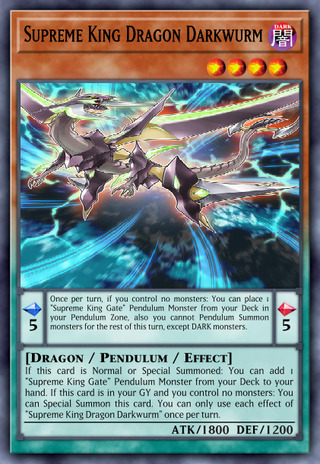 Supreme King Dragon Darkwurm
DARK
闇
Once per turn, if you control no monsters: You can place 1
"Supreme King Gate" Pendulum Monster from your Deck in
your Pendulum Zone, also you cannot Pendulum Summon
monsters for the rest of this turn, except DARK monsters.
5
5
[Dragon / Pendulum / Effect]
If this card is Normal or Special Summoned: You can add 1
"Supreme King Gate" Pendulum Monster from your Deck to your
hand. If this card is in your GY and you control no monsters: You
can Special Summon this card. You can only use each effect of
"Supreme King Dragon Darkwurm" once per turn.
ATK/1800 DEF/1200